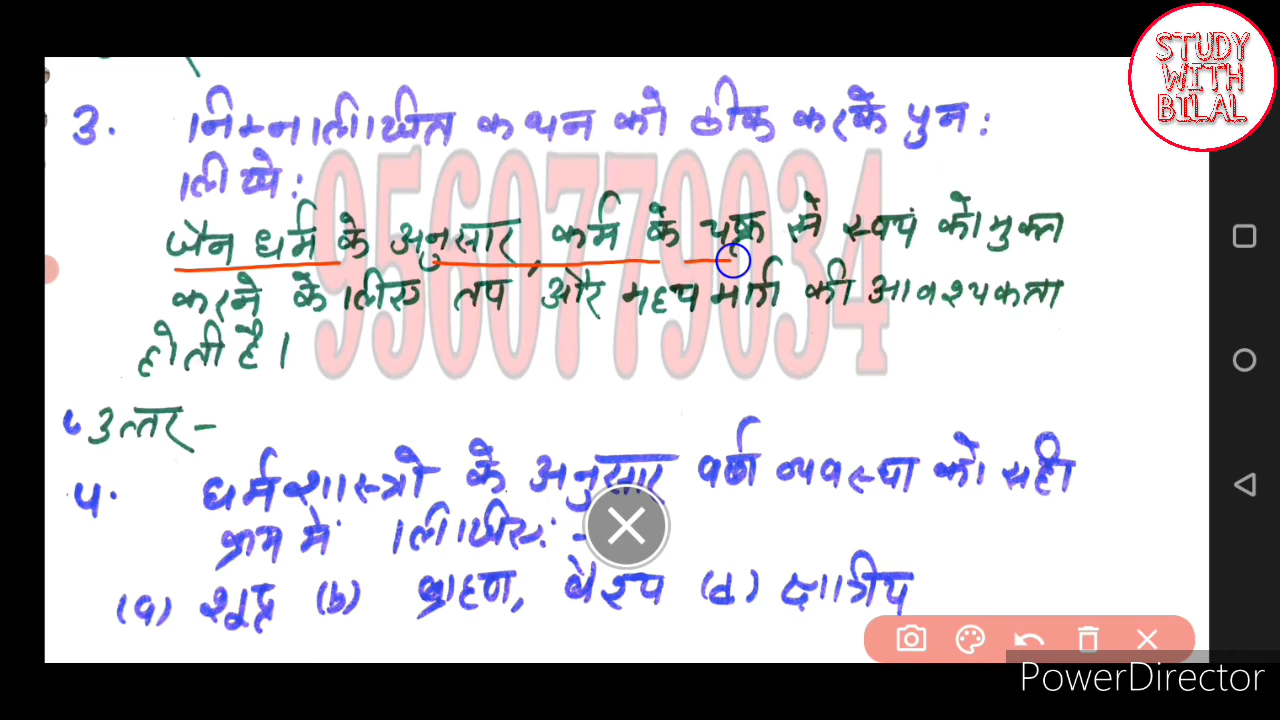 STUDY
WITH
BILAL
3. निम्नलिखित कथन को ठीक करके पुनः
लिखे:
जैन धर्म के अनुसार, कर्म के चक्र से स्वयं को मुक्त
करने के लिए तप और मध्य मार्ग की आवश्यकता
होती है।
9560779034
उत्तर-
4. धर्मशास्त्रो के अनुसार वर्ण व्यवस्था को सही
क्रम में लिखिए: -
(a) शूद्र (b) ब्राह्मण, वैश्य (d) क्षत्रिय
PowerDirector